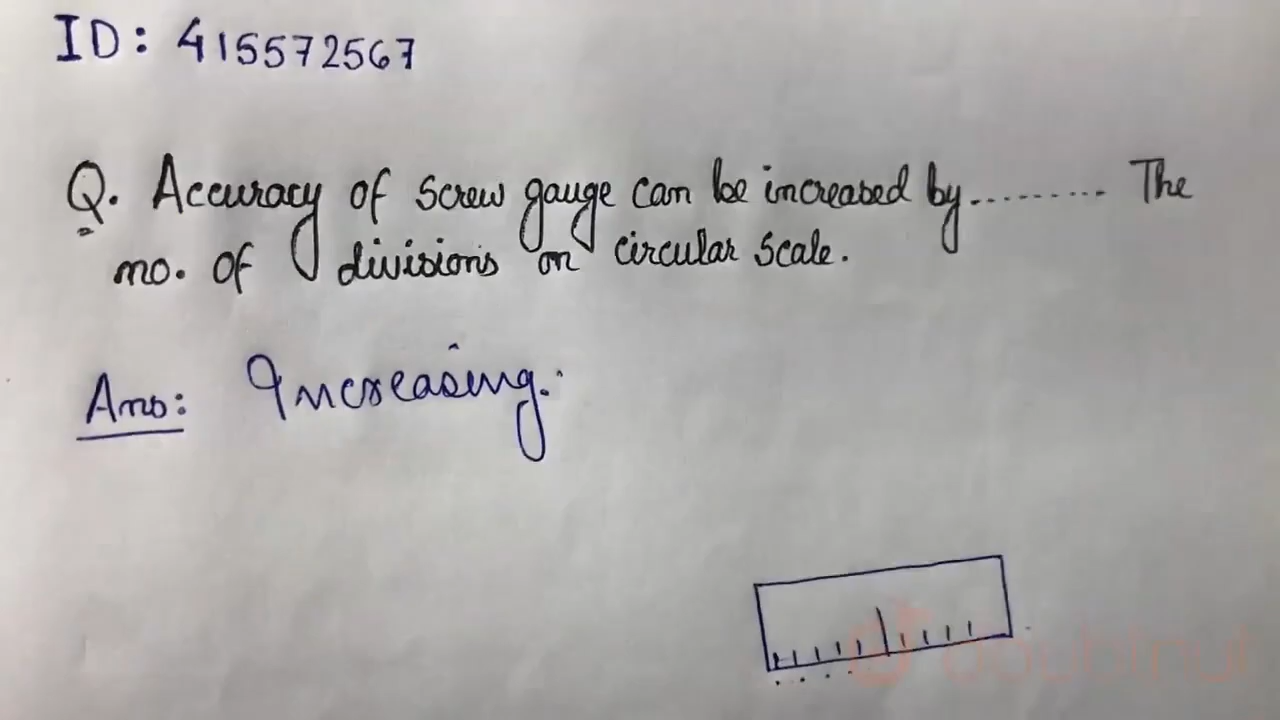 ID: 415572567
Q. Accuracy of screw gauge can be increased by......... The
no. of divisions on circular scale.
Ans: Increasing.
doubtnut